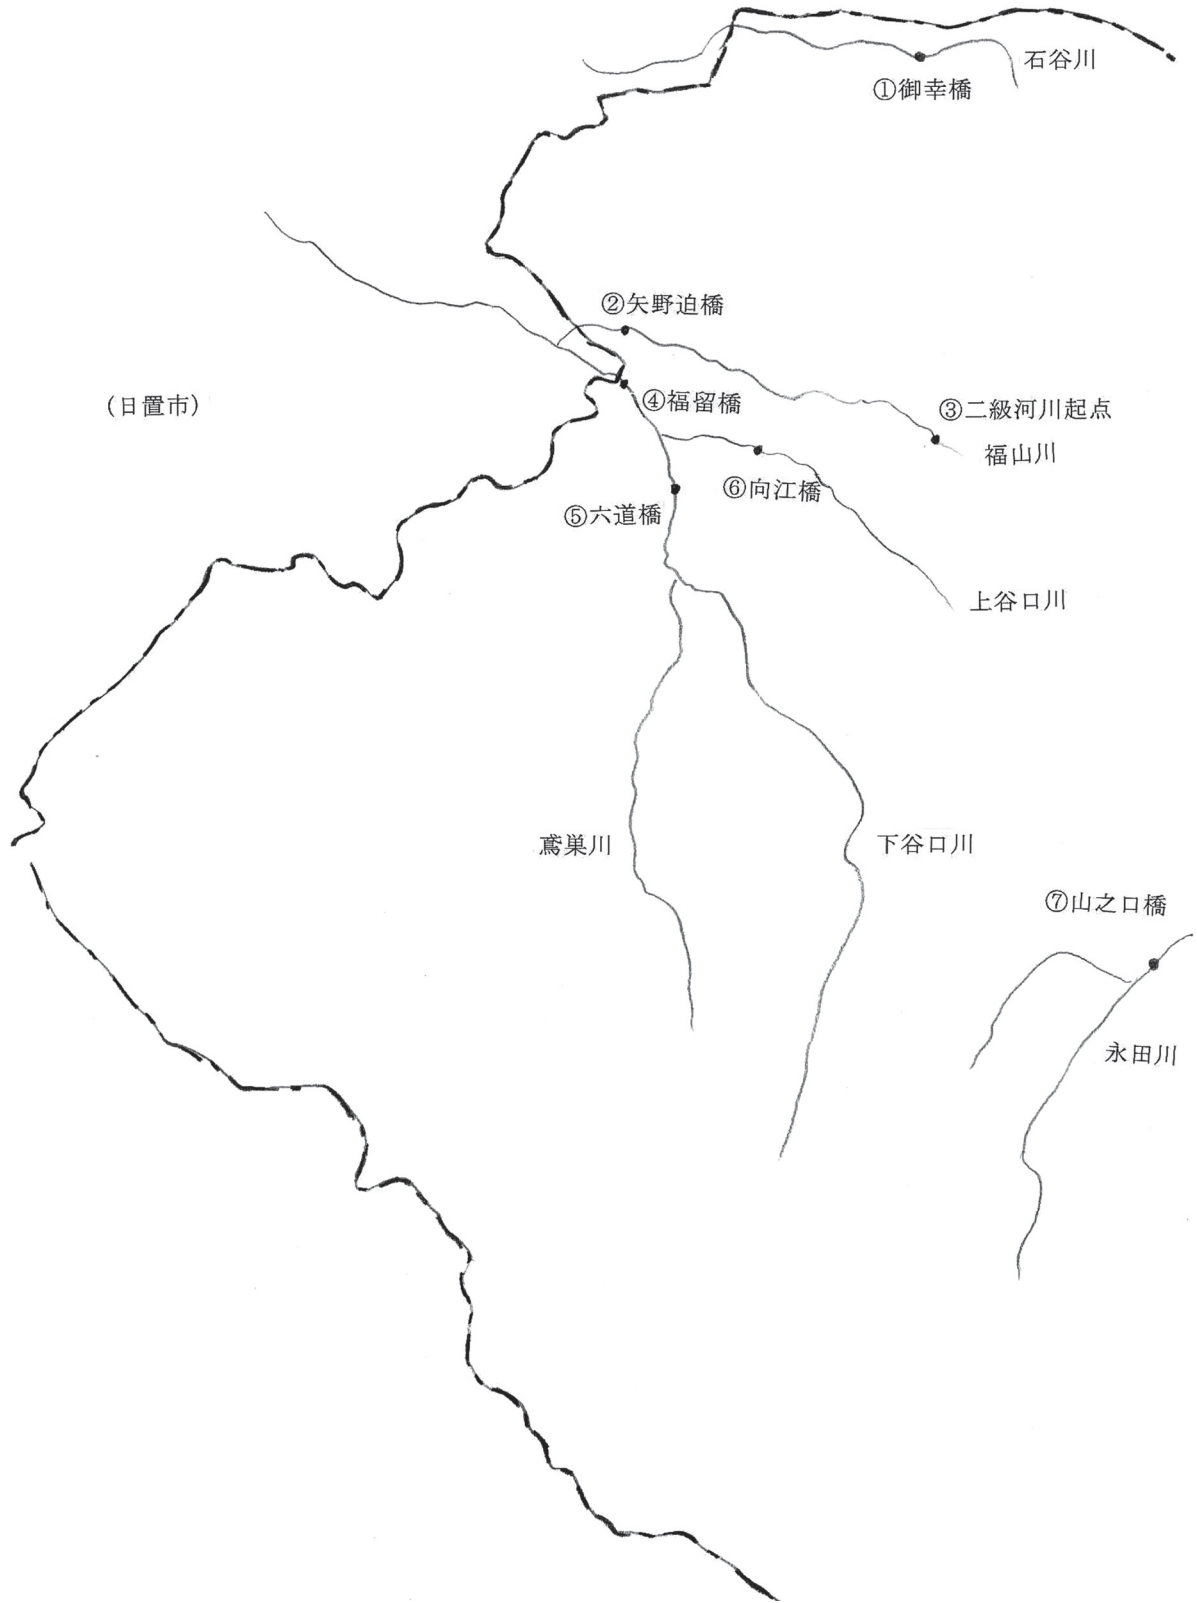 石谷川
①御幸橋
②矢野迫橋
(日置市)
④福留橋
③二級河川起点
福山川
⑥向江橋
⑤六道橋
上谷口川
鳶巣川
下谷口川
⑦山之口橋
永田川